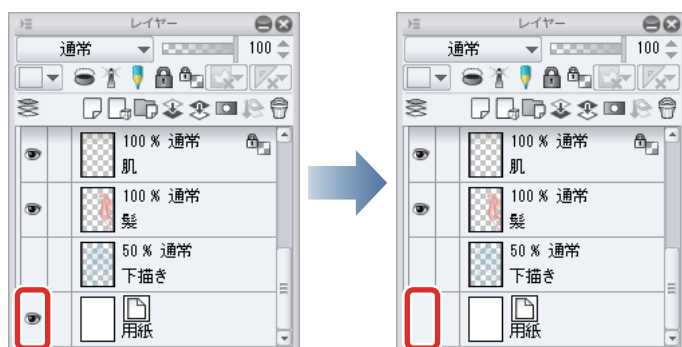 レイヤー
通常 100
100 % 通常
肌
100 % 通常
髪
50 % 通常
下描き
用紙
レイヤー
通常 100
100 % 通常
肌
100 % 通常
髪
50 % 通常
下描き
用紙